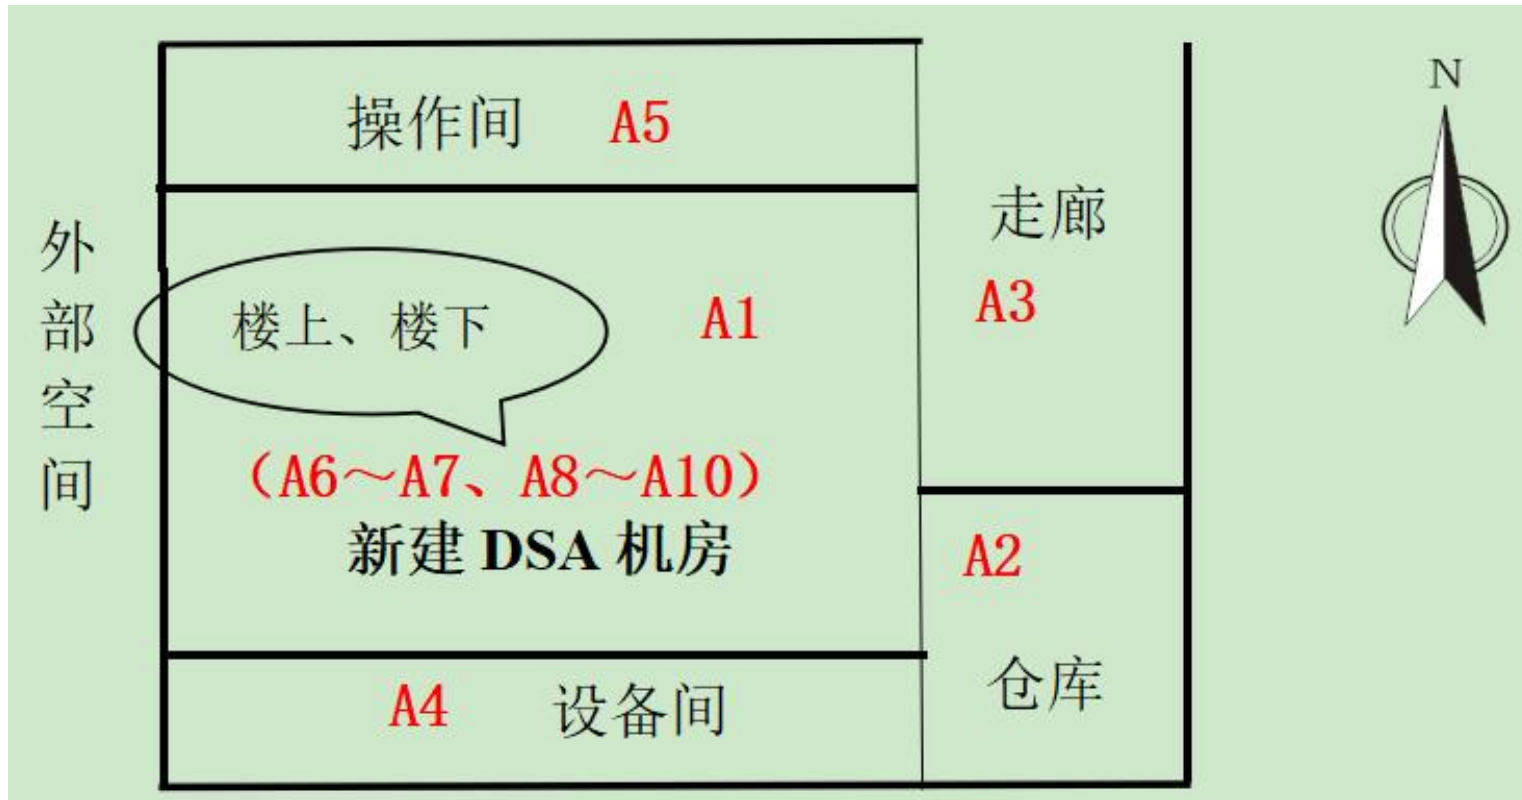 N
操作间 A5
走廊
A3
外部空间
楼上、楼下
A1
（A6～A7、A8～A10）
新建 DSA 机房
A2
仓库
A4 设备间